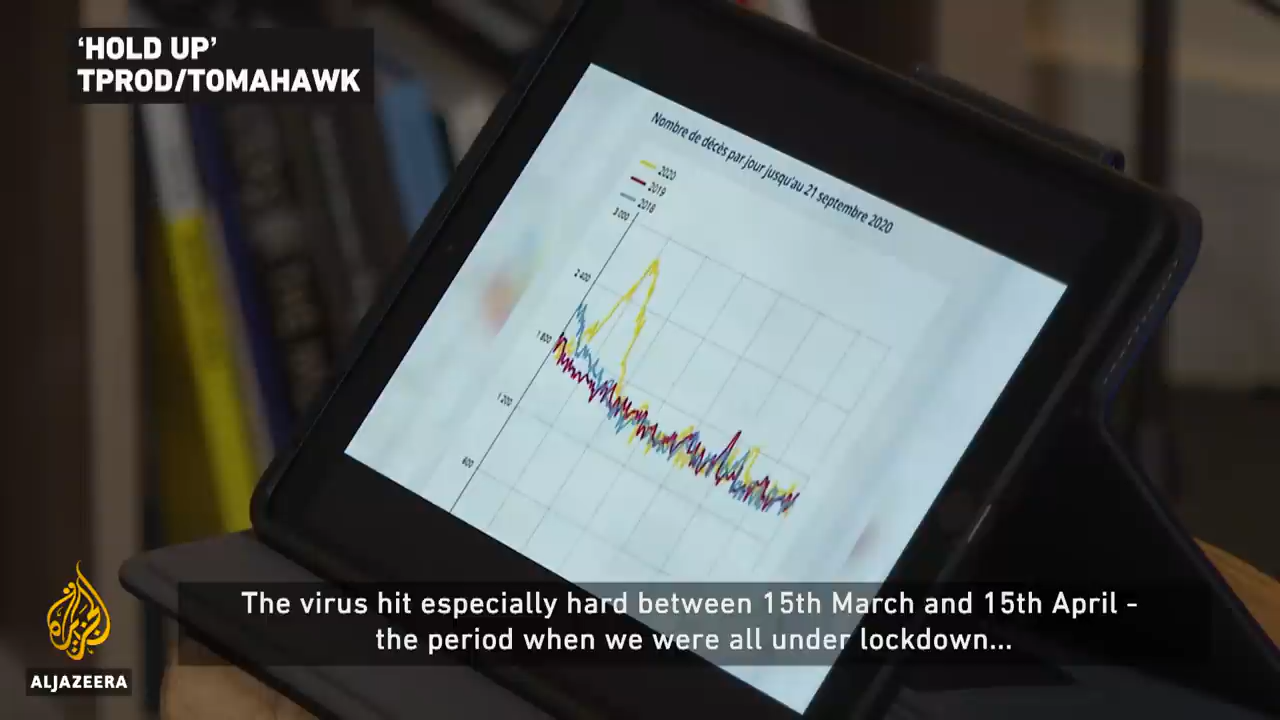 ‘HOLD UP’
TPROD/TOMAHAWK
Nombre de décès par jour jusqu'au 21 septembre 2020
2020
2019
2018
3 000
2 400
1 800
1 200
600
The virus hit especially hard between 15th March and 15th April -
the period when we were all under lockdown...
ALJAZEERA